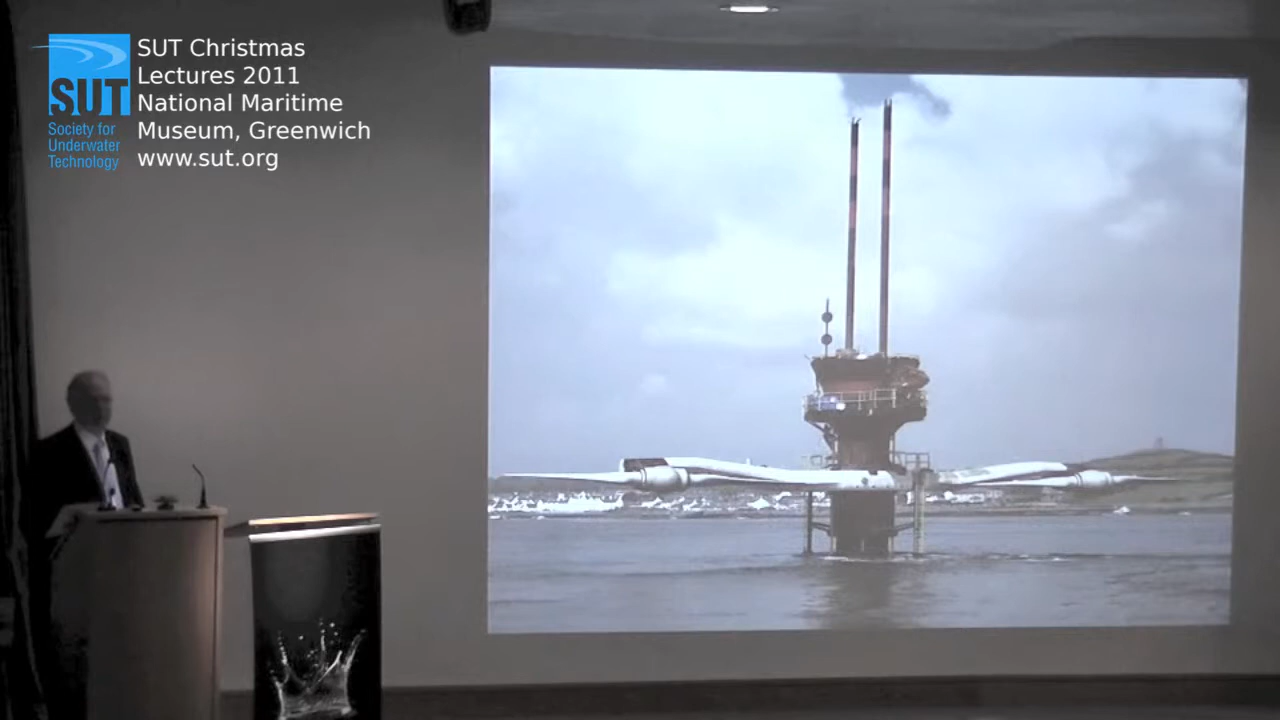 SUT Christmas
Lectures 2011
National Maritime
Museum, Greenwich
www.sut.org
SUT
Society for
Underwater
Technology